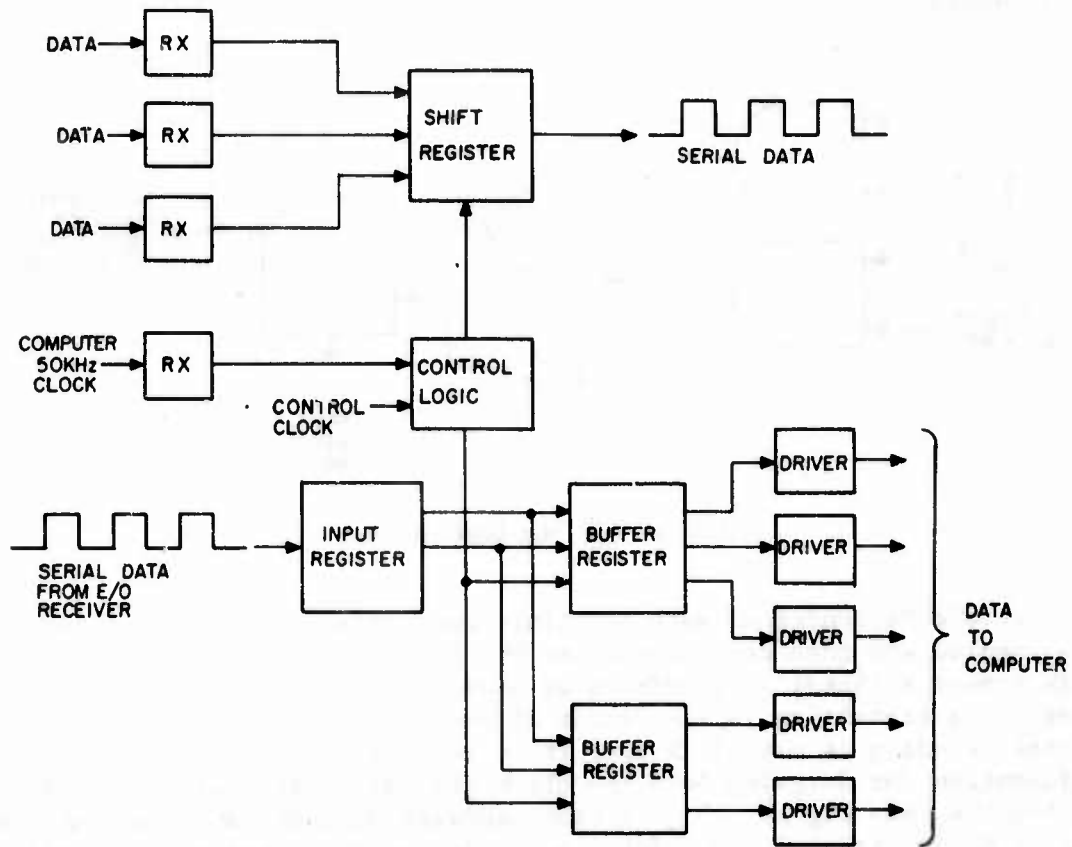 DATA
RX
SHIFT
REGISTER
SERIAL DATA
DATA
RX
DATA
RX
COMPUTER
50KHz
CLOCK
RX
CONTROL
LOGIC
CONTROL
CLOCK
SERIAL DATA
FROM E/O
RECEIVER
INPUT
REGISTER
BUFFER
REGISTER
DRIVER
DRIVER
DRIVER
BUFFER
REGISTER
DRIVER
DRIVER
DATA
TO
COMPUTER